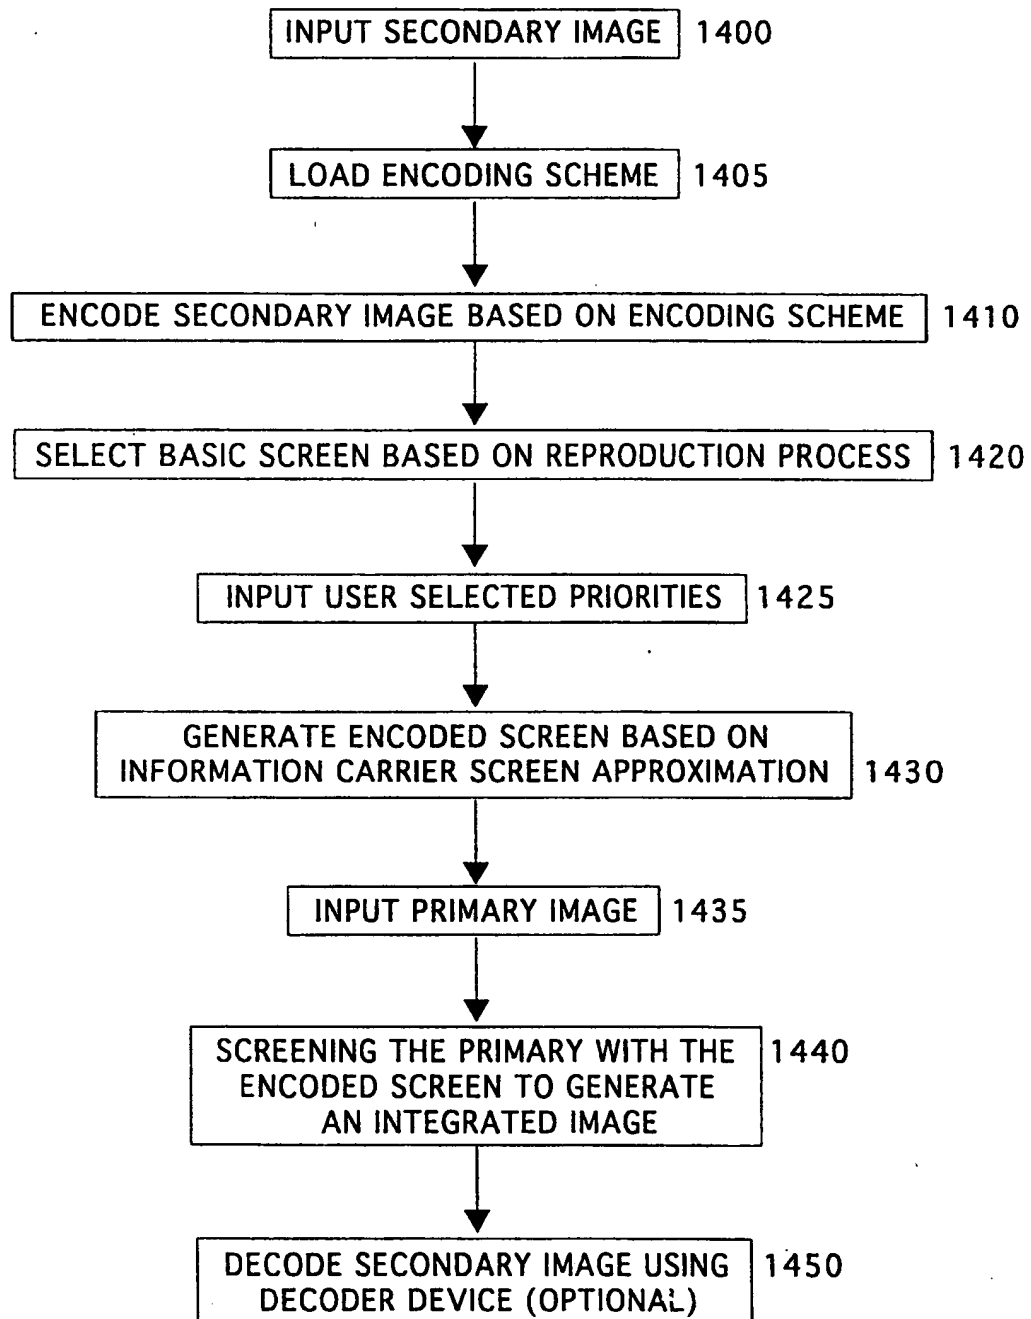 INPUT SECONDARY IMAGE 1400
LOAD ENCODING SCHEME 1405
ENCODE SECONDARY IMAGE BASED ON ENCODING SCHEME 1410
SELECT BASIC SCREEN BASED ON REPRODUCTION PROCESS 1420
INPUT USER SELECTED PRIORITIES 1425
GENERATE ENCODED SCREEN BASED ON
INFORMATION CARRIER SCREEN APPROXIMATION 1430
INPUT PRIMARY IMAGE 1435
SCREENING THE PRIMARY WITH THE 1440
ENCODED SCREEN TO GENERATE
AN INTEGRATED IMAGE
DECODE SECONDARY IMAGE USING 1450
DECODER DEVICE (OPTIONAL)